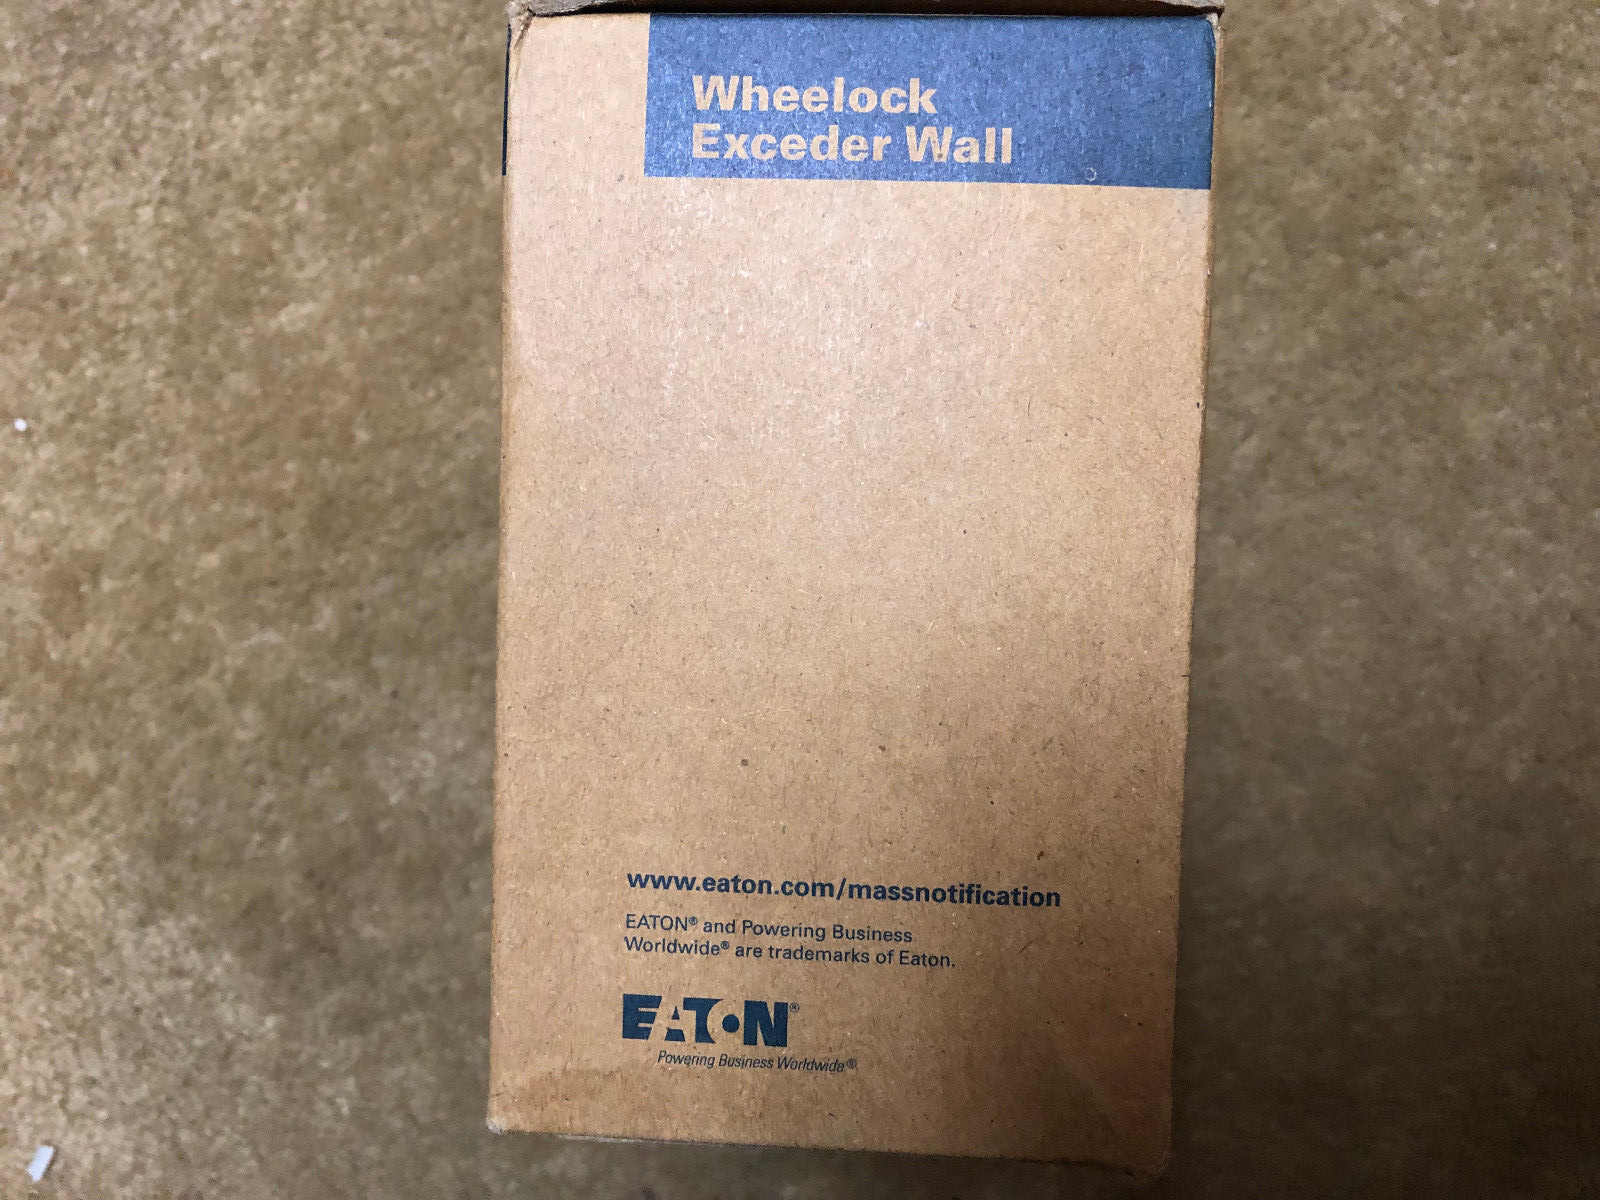 Wheelock
Exceder Wall
www.eaton.com/massnotification
EATON® and Powering Business
Worldwide® are trademarks of Eaton.
EATON®
Powering Business Worldwide®